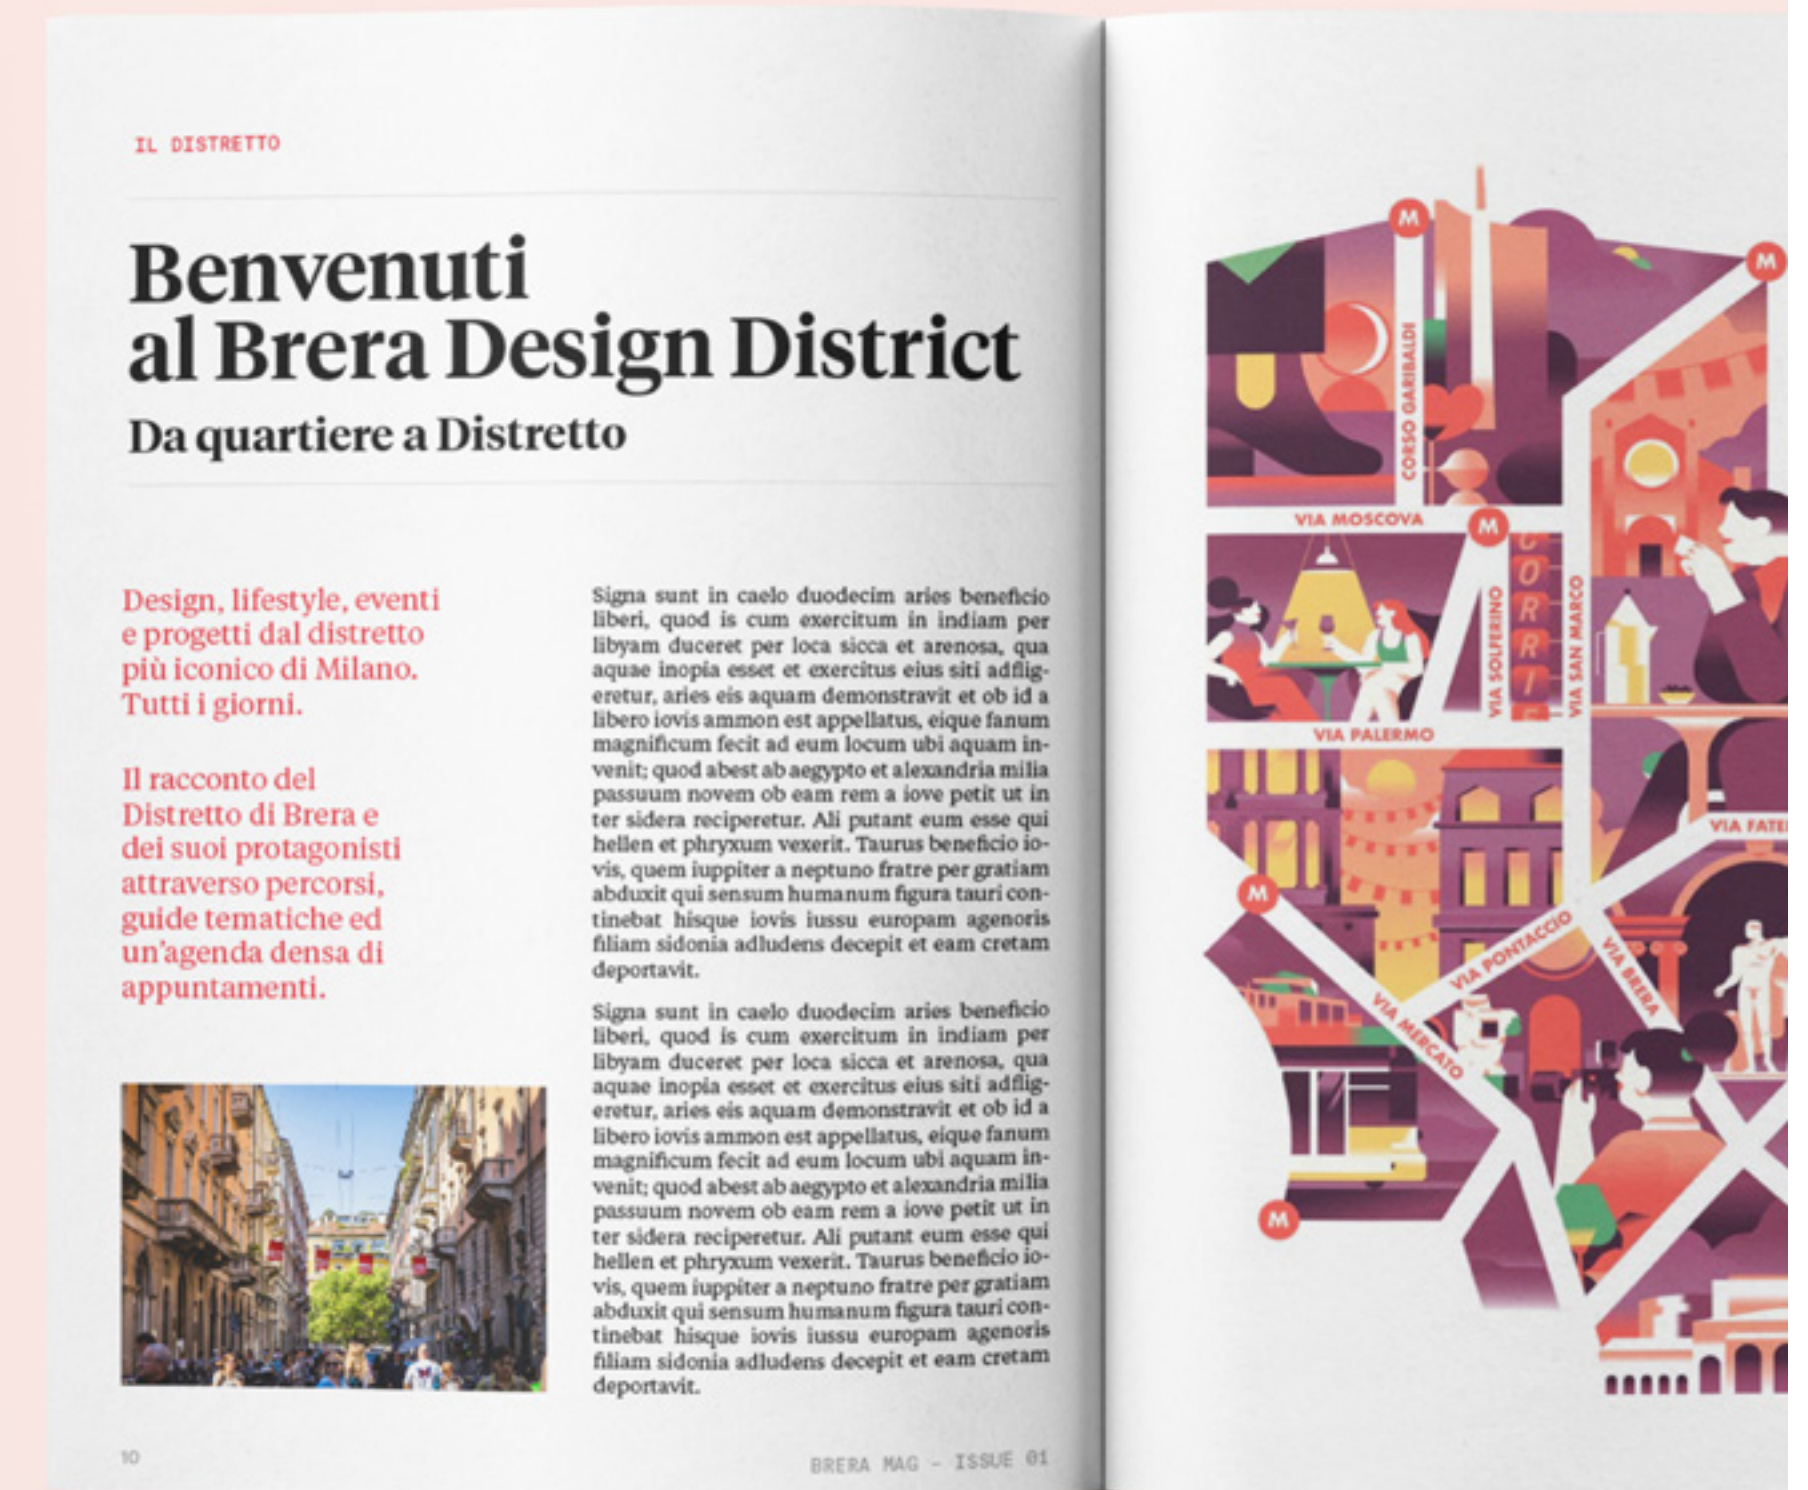 IL DISTRETTO
Benvenuti
al Brera Design District
Da quartiere a Distretto
Design, lifestyle, eventi
e progetti dal distretto
più iconico di Milano.
Tutti i giorni.
Il racconto del
Distretto di Brera e
dei suoi protagonisti
attraverso percorsi,
guide tematiche ed
un'agenda densa di
appuntamenti.
Signa sunt in caelo duodecim aries beneficio
liberi, quod is cum exercitum in indiam per
libyam duceret per loca sicca et arenosa, qua
aquae inopia esset et exercitus eius siti adflig-
eretur, aries eis aquam demonstravit et ob id a
libero iovis ammon est appellatus, eique fanum
magnificum fecit ad eum locum ubi aquam in-
venit; quod abest ab aegypto et alexandria milia
passuum novem ob eam rem a iove petit ut in
ter sidera reciperetur. Ali putant eum esse qui
hellen et phryxum vexerit. Taurus beneficio io-
vis, quem iuppiter a neptuno fratre per gratiam
abduxit qui sensum humanum figura tauri con-
tinebat hisque iovis iussu europam agenoris
filiam sidonia adludens decepit et eam cretam
deportavit.
Signa sunt in caelo duodecim aries beneficio
liberi, quod is cum exercitum in indiam per
libyam duceret per loca sicca et arenosa, qua
aquae inopia esset et exercitus eius siti adflig-
eretur, aries eis aquam demonstravit et ob id a
libero iovis ammon est appellatus, eique fanum
magnificum fecit ad eum locum ubi aquam in-
venit; quod abest ab aegypto et alexandria milia
passuum novem ob eam rem a iove petit ut in
ter sidera reciperetur. Ali putant eum esse qui
hellen et phryxum vexerit. Taurus beneficio io-
vis, quem iuppiter a neptuno fratre per gratiam
abduxit qui sensum humanum figura tauri con-
tinebat hisque iovis iussu europam agenoris
filiam sidonia adludens decepit et eam cretam
deportavit.
10
BRERA MAG – ISSUE 01
M
M
CORSO GARIBALDI
VIA MOSCOVA
M
CORRIE
VIA SOLFERINO
VIA SAN MARCO
VIA PALERMO
VIA FATE
M
VIA PONTACCIO
VIA BRERA
VIA MERCATO
M